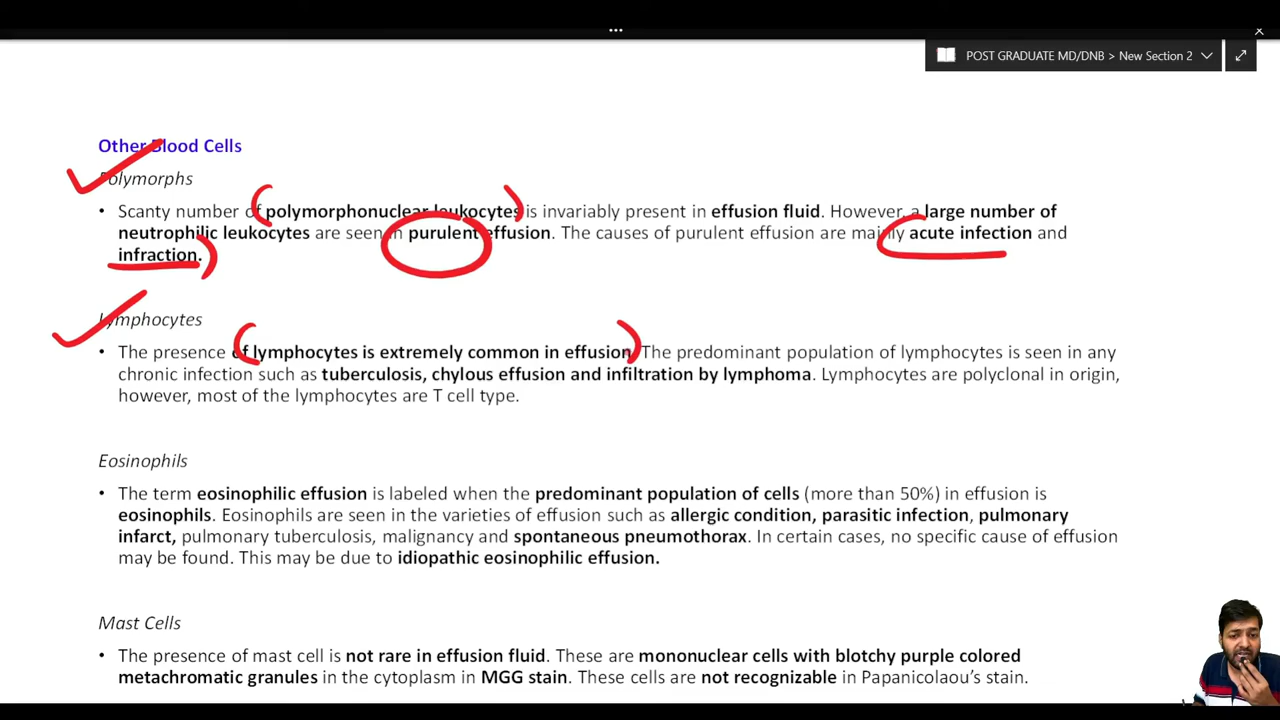 ...
×
POST GRADUATE MD/DNB > New Section 2
Other Blood Cells
Polymorphs
• Scanty number of polymorphonuclear leukocytes is invariably present in effusion fluid. However, a large number of
neutrophilic leukocytes are seen in purulent effusion. The causes of purulent effusion are mainly acute infection and
infraction.
Lymphocytes
• The presence of lymphocytes is extremely common in effusion. The predominant population of lymphocytes is seen in any
chronic infection such as tuberculosis, chylous effusion and infiltration by lymphoma. Lymphocytes are polyclonal in origin,
however, most of the lymphocytes are T cell type.
Eosinophils
• The term eosinophilic effusion is labeled when the predominant population of cells (more than 50%) in effusion is
eosinophils. Eosinophils are seen in the varieties of effusion such as allergic condition, parasitic infection, pulmonary
infarct, pulmonary tuberculosis, malignancy and spontaneous pneumothorax. In certain cases, no specific cause of effusion
may be found. This may be due to idiopathic eosinophilic effusion.
Mast Cells
• The presence of mast cell is not rare in effusion fluid. These are mononuclear cells with blotchy purple colored
metachromatic granules in the cytoplasm in MGG stain. These cells are not recognizable in Papanicolaou's stain.